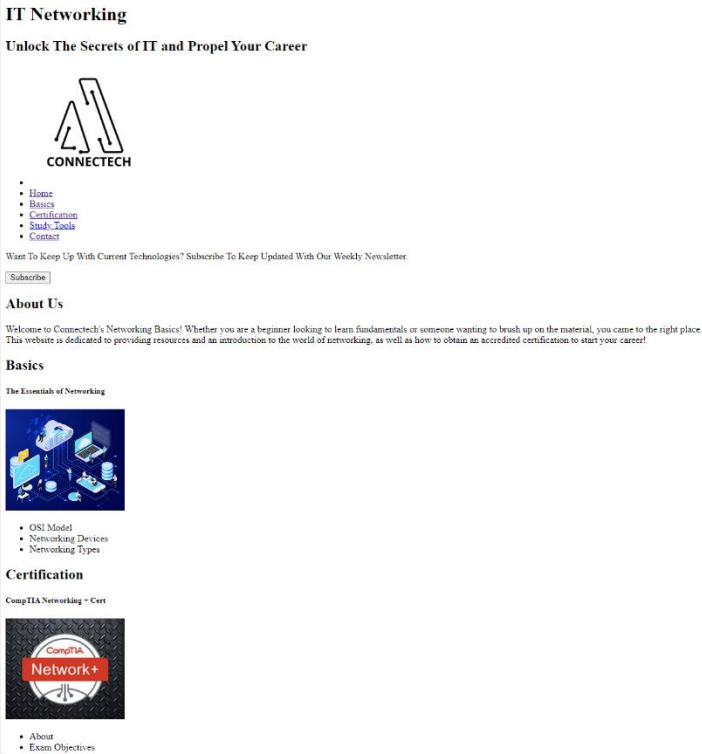 IT Networking
Unlock The Secrets of IT and Propel Your Career
CONNECTECH
Home
Basics
Certification
Study Tools
Contact
Want To Keep Up With Current Technologies? Subscribe To Keep Updated With Our Weekly Newsletter.
Subscribe
About Us
Welcome to Connectech's Networking Basics! Whether you are a beginner looking to learn fundamentals or someone wanting to brush up on the material, you came to the right place.
This website is dedicated to providing resources and an introduction to the world of networking, as well as how to obtain an accredited certification to start your career!
Basics
The Essentials of Networking
OSI Model
Networking Devices
Networking Types
Certification
CompTIA Networking + Cert
CompTIA
Network+
About
Exam Objectives